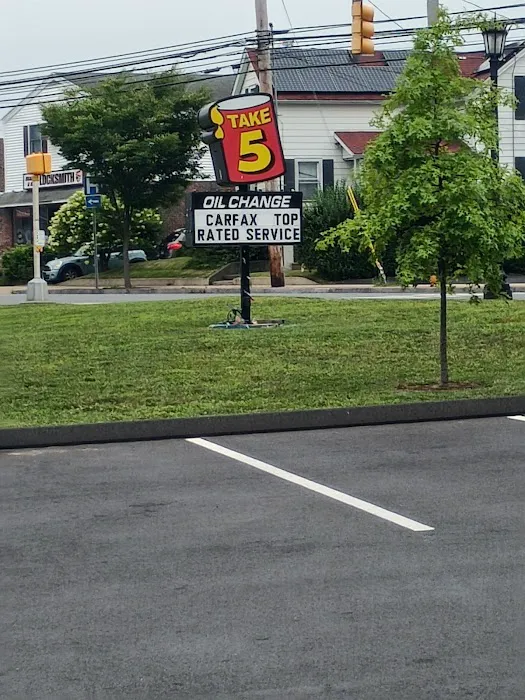 LOCKSMITH
TAKE
5
OIL CHANGE
CARFAX TOP
RATED SERVICE